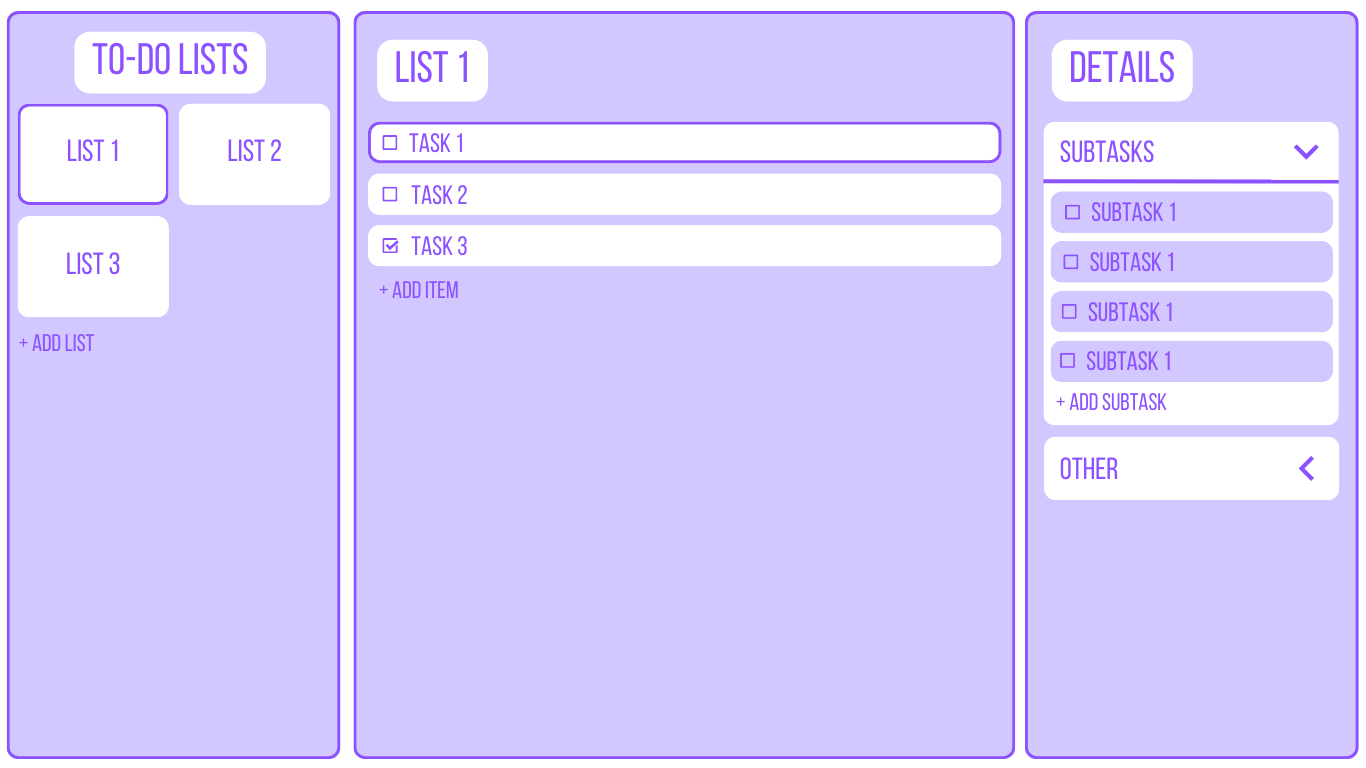 TO-DO LISTS
LIST 1
LIST 2
LIST 3
+ ADD LIST
LIST 1
TASK 1
TASK 2
TASK 3
+ ADD ITEM
DETAILS
SUBTASKS
SUBTASK 1
SUBTASK 1
SUBTASK 1
SUBTASK 1
+ ADD SUBTASK
OTHER